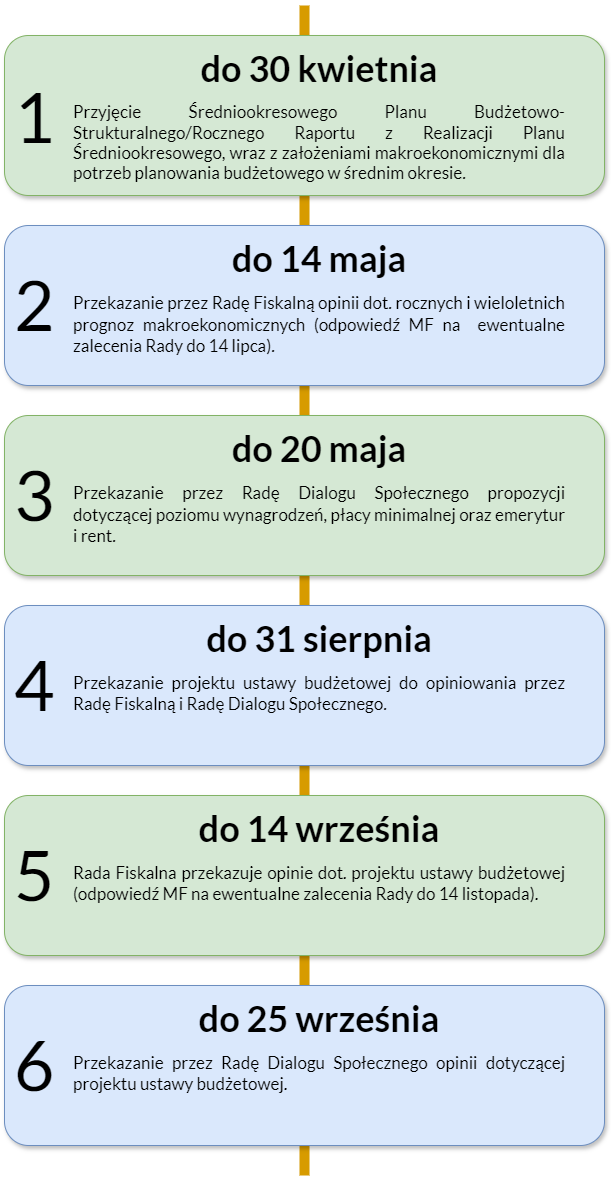 do 30 kwietnia
1
Przyjęcie Średniookresowego Planu Budżetowo-
Strukturalnego/Rocznego Raportu z Realizacji Planu
Średniookresowego, wraz z założeniami makroekonomicznymi dla
potrzeb planowania budżetowego w średnim okresie.
do 14 maja
2
Przekazanie przez Radę Fiskalną opinii dot. rocznych i wieloletnich
prognoz makroekonomicznych (odpowiedź MF na ewentualne
zalecenia Rady do 14 lipca).
do 20 maja
3
Przekazanie przez Radę Dialogu Społecznego propozycji
dotyczącej poziomu wynagrodzeń, płacy minimalnej oraz emerytur
i rent.
do 31 sierpnia
4
Przekazanie projektu ustawy budżetowej do opiniowania przez
Radę Fiskalną i Radę Dialogu Społecznego.
do 14 września
5
Rada Fiskalna przekazuje opinie dot. projektu ustawy budżetowej
(odpowiedź MF na ewentualne zalecenia Rady do 14 listopada).
do 25 września
6
Przekazanie przez Radę Dialogu Społecznego opinii dotyczącej
projektu ustawy budżetowej.